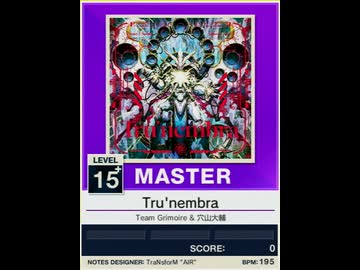 Tru'nembra
LEVEL
15+
MASTER
Tru'nembra
Team Grimoire & 穴山大輔
SCORE: 0
NOTES DESIGNER: TraNsforM "AIR" BPM: 195